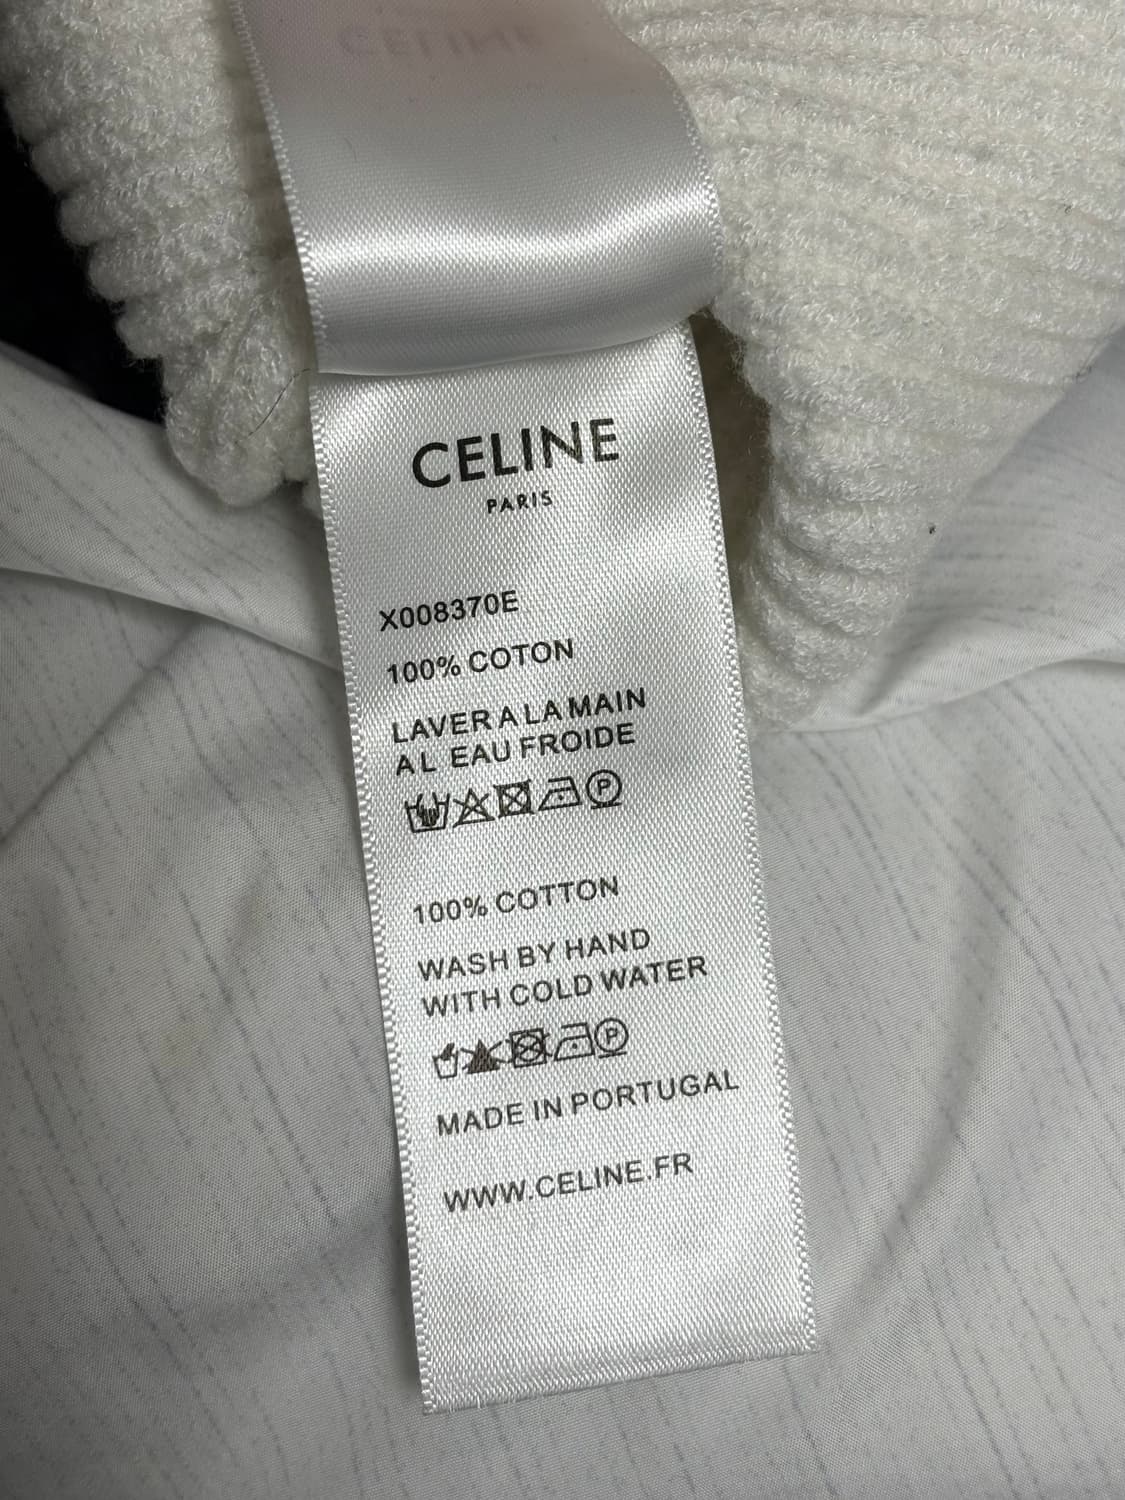 CELINE
CELINE
PARIS
X008370E
100% COTON
LAVER A LA MAIN
A L EAU FROIDE
P
100% COTTON
WASH BY HAND
WITH COLD WATER
P
MADE IN PORTUGAL
WWW.CELINE.FR